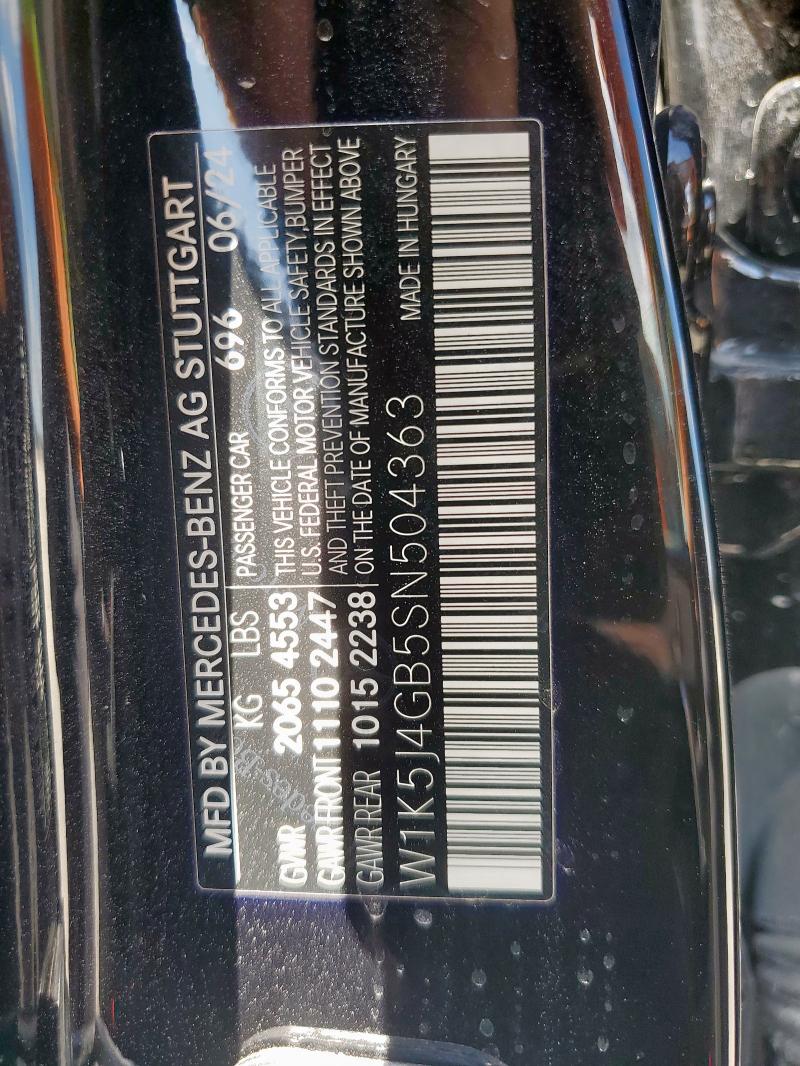 MFD BY MERCEDES-BENZ AG STUTTGART
KG LBS PASSENGER CAR 696 06/24
GVWR 2065 4553 THIS VEHICLE CONFORMS TO ALL APPLICABLE
GAWR FRONT 1110 2447 U.S. FEDERAL MOTOR VEHICLE SAFETY, BUMPER
AND THEFT PREVENTION STANDARDS IN EFFECT
GAWR REAR 1015 2238 ON THE DATE OF MANUFACTURE SHOWN ABOVE
W1K5J4GB5SN504363 MADE IN HUNGARY